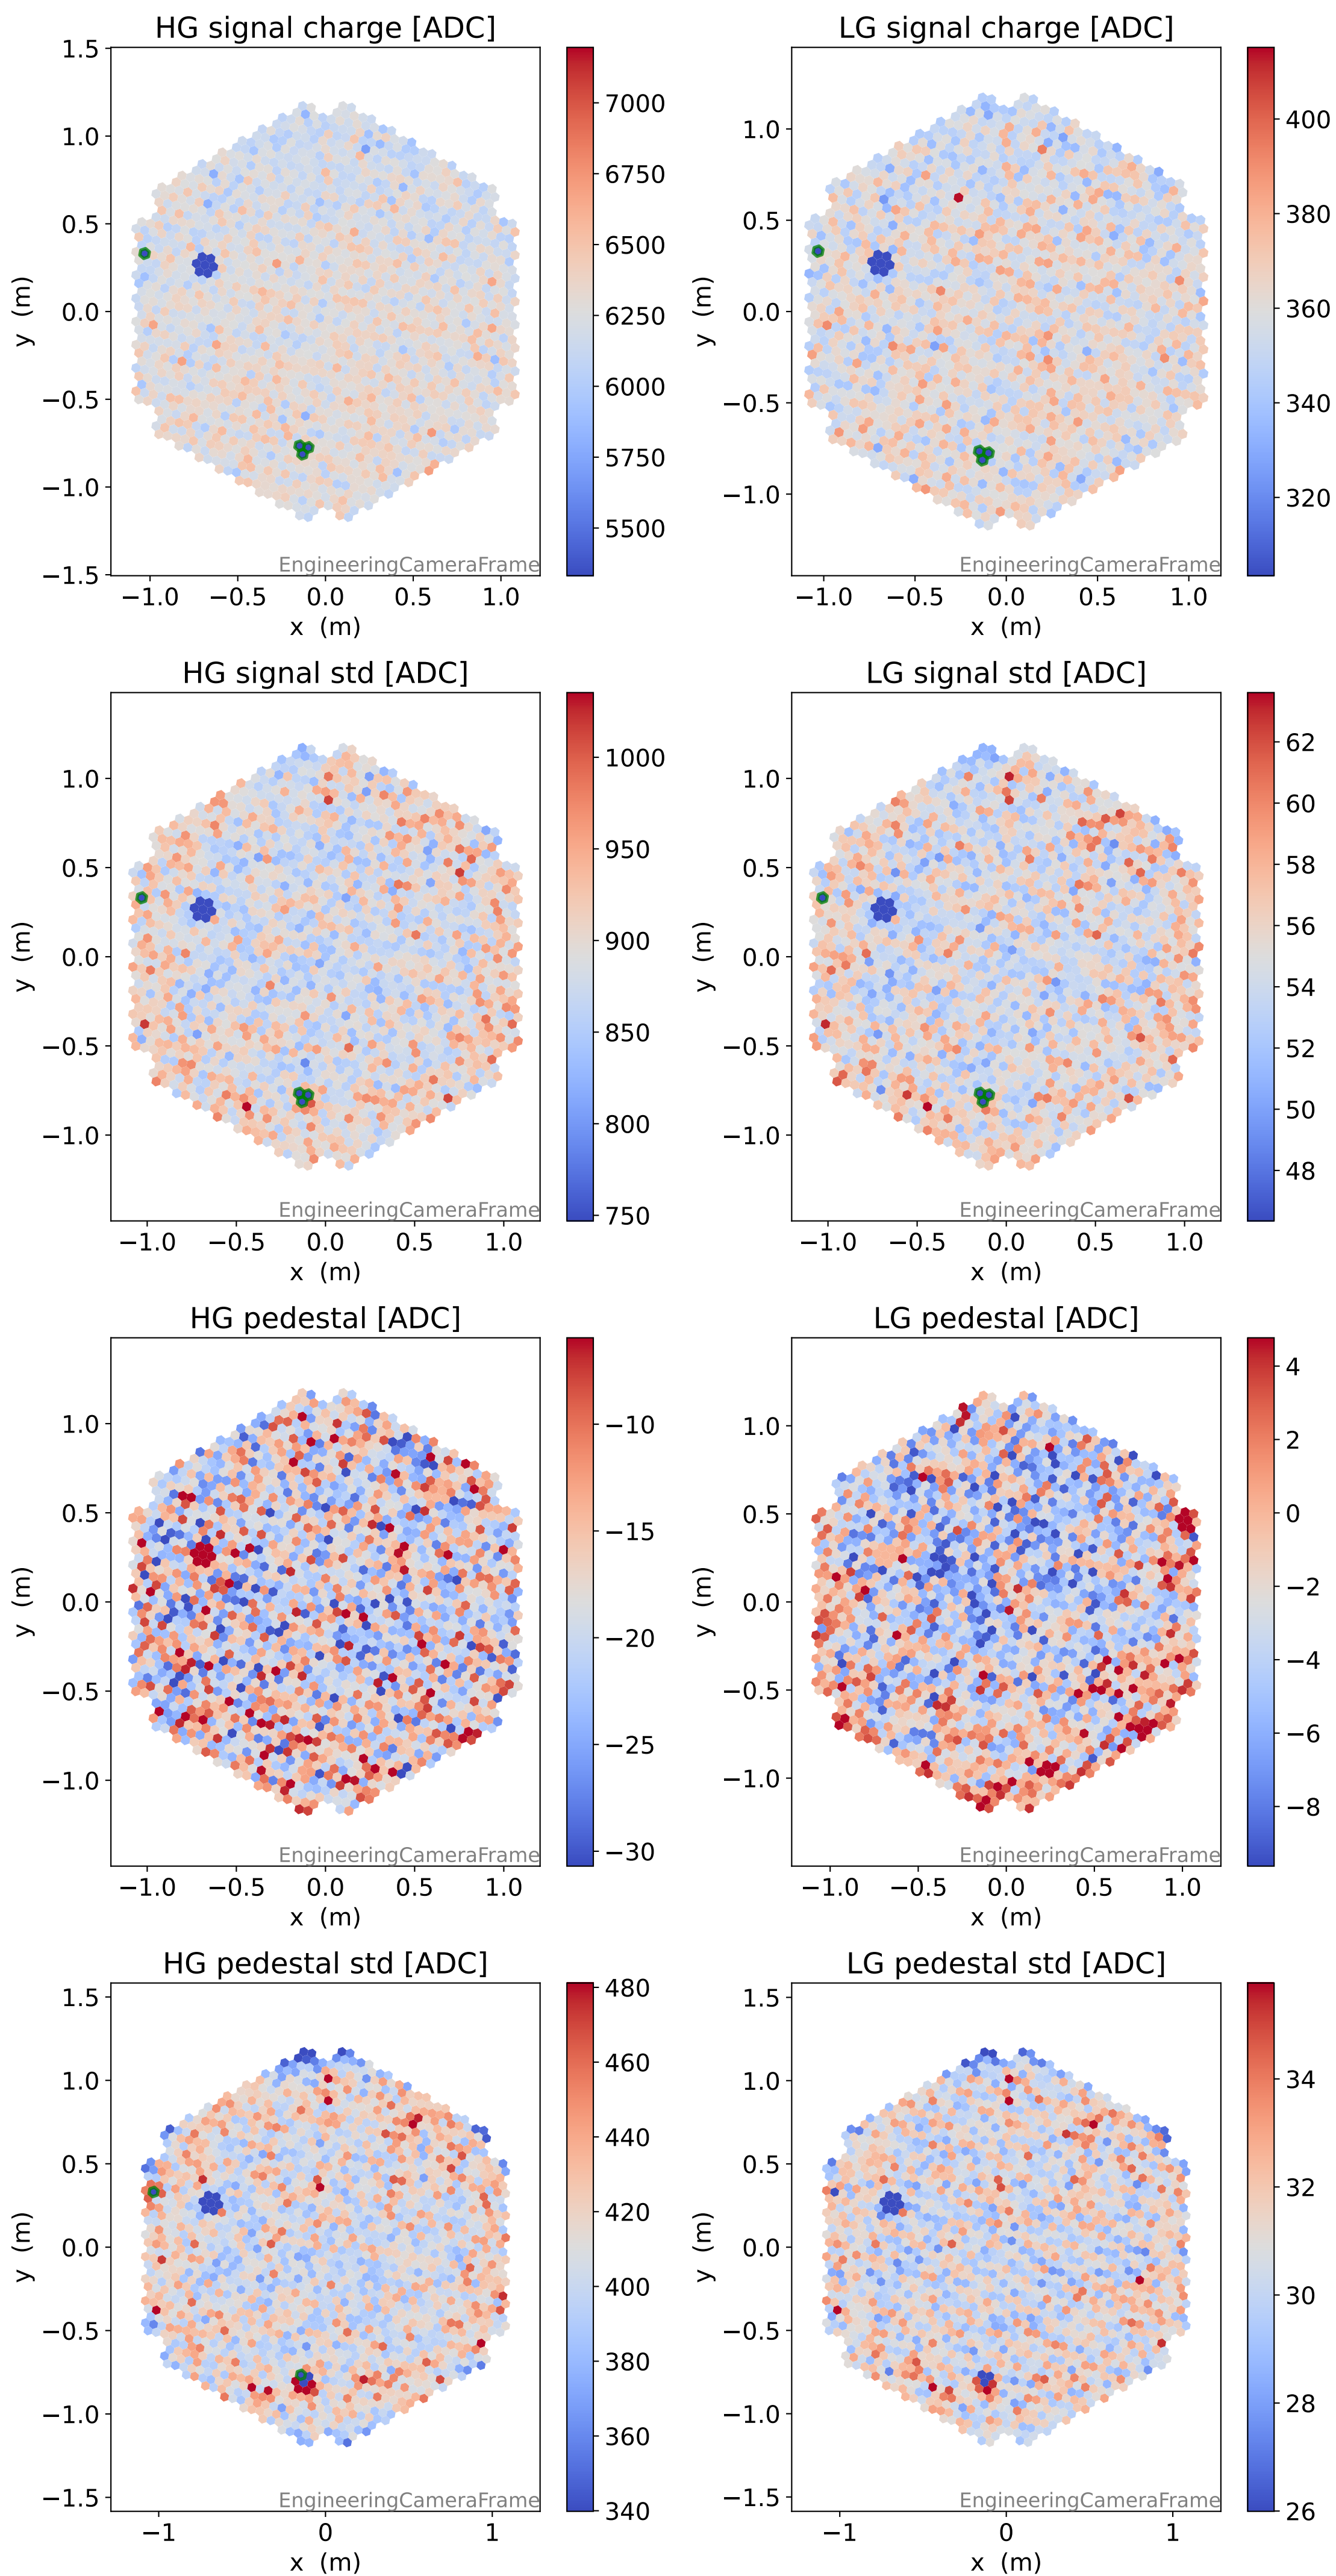 HG signal charge [ADC]
1.5
1.0
0.5
0.0
−0.5
−1.0
−1.5
y (m)
EngineeringCameraFrame
−1.0 −0.5 0.0 0.5 1.0
x (m)
7000
6750
6500
6250
6000
5750
5500
LG signal charge [ADC]
1.0
0.5
0.0
−0.5
−1.0
y (m)
EngineeringCameraFrame
−1.0 −0.5 0.0 0.5 1.0
x (m)
400
380
360
340
320
HG signal std [ADC]
1.0
0.5
0.0
−0.5
−1.0
y (m)
EngineeringCameraFrame
−1.0 −0.5 0.0 0.5 1.0
x (m)
1000
950
900
850
800
750
LG signal std [ADC]
1.0
0.5
0.0
−0.5
−1.0
y (m)
EngineeringCameraFrame
−1.0 −0.5 0.0 0.5 1.0
x (m)
62
60
58
56
54
52
50
48
HG pedestal [ADC]
1.0
0.5
0.0
−0.5
−1.0
y (m)
EngineeringCameraFrame
−1.0 −0.5 0.0 0.5 1.0
x (m)
−10
−15
−20
−25
−30
LG pedestal [ADC]
1.0
0.5
0.0
−0.5
−1.0
y (m)
EngineeringCameraFrame
−1.0 −0.5 0.0 0.5 1.0
x (m)
4
2
0
−2
−4
−6
−8
HG pedestal std [ADC]
1.5
1.0
0.5
0.0
−0.5
−1.0
−1.5
y (m)
EngineeringCameraFrame
−1 0 1
x (m)
480
460
440
420
400
380
360
340
LG pedestal std [ADC]
1.5
1.0
0.5
0.0
−0.5
−1.0
−1.5
y (m)
EngineeringCameraFrame
−1 0 1
x (m)
34
32
30
28
26